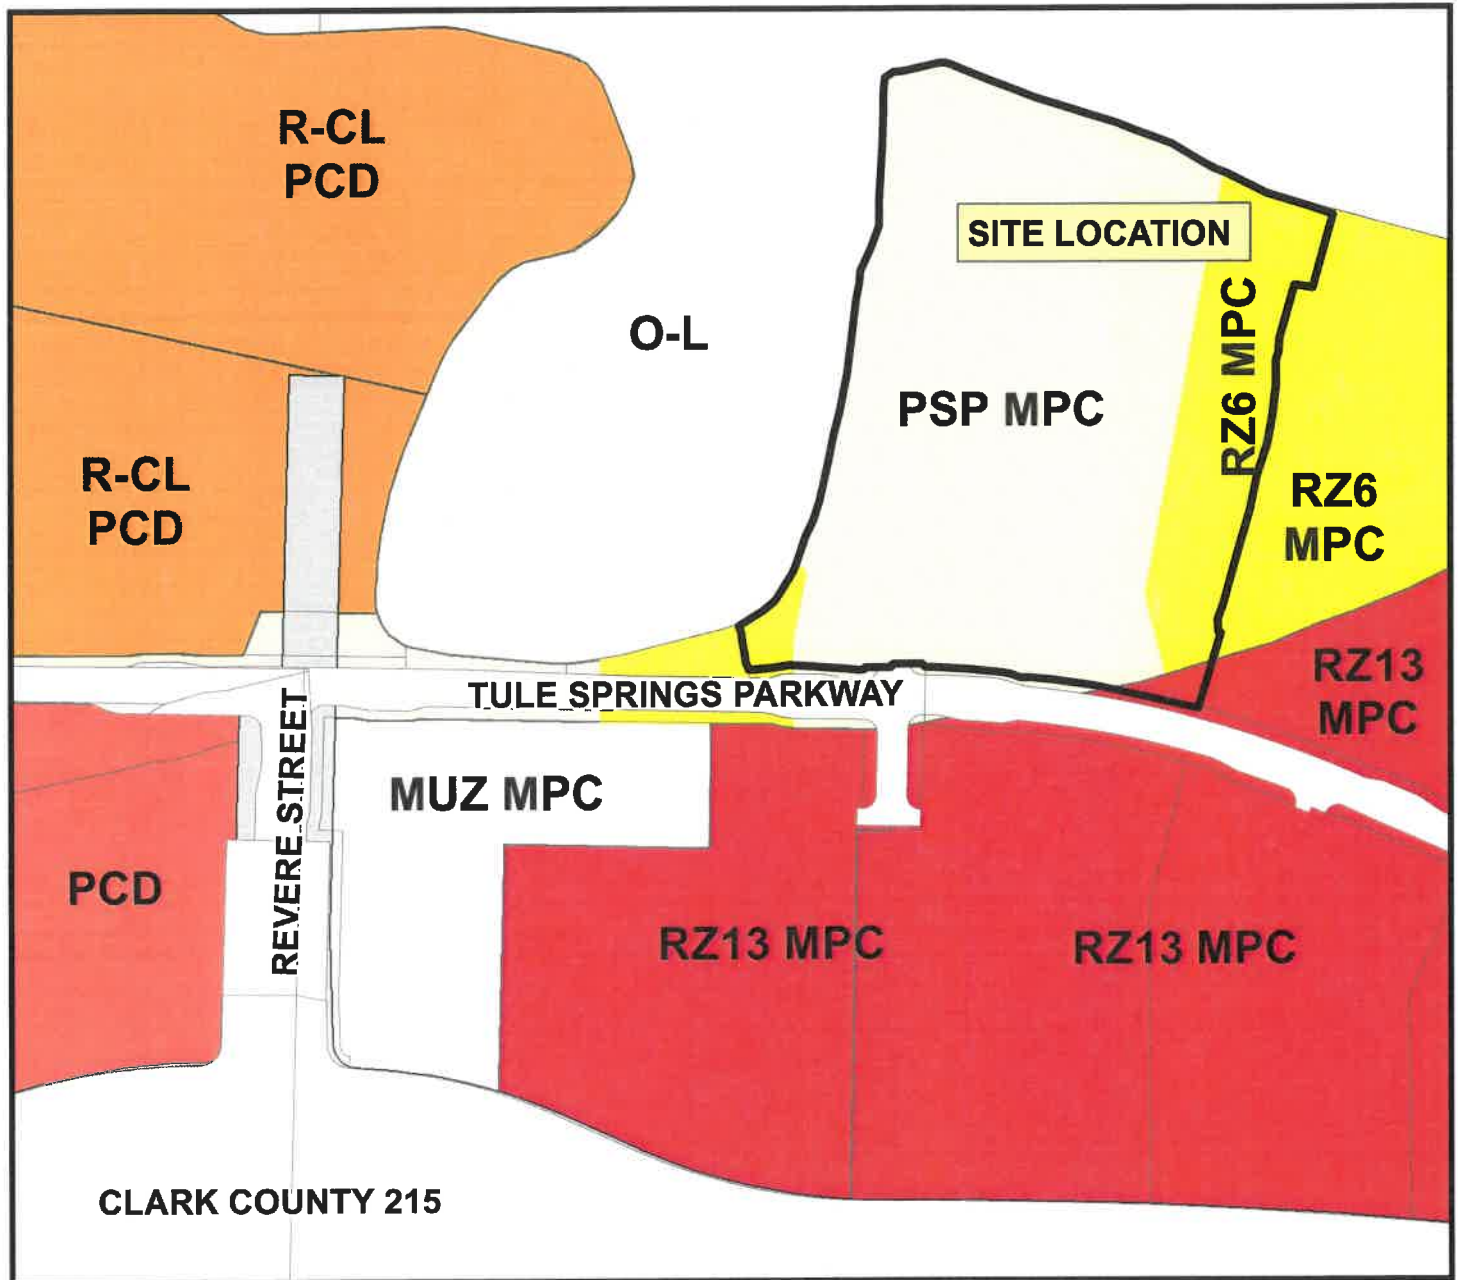 R-CL
PCD
SITE LOCATION
O-L
RZ6 MPC
PSP MPC
R-CL
PCD
RZ6
MPC
RZ13
MPC
TULE SPRINGS PARKWAY
REVERE STREET
MUZ MPC
PCD
RZ13 MPC
RZ13 MPC
CLARK COUNTY 215